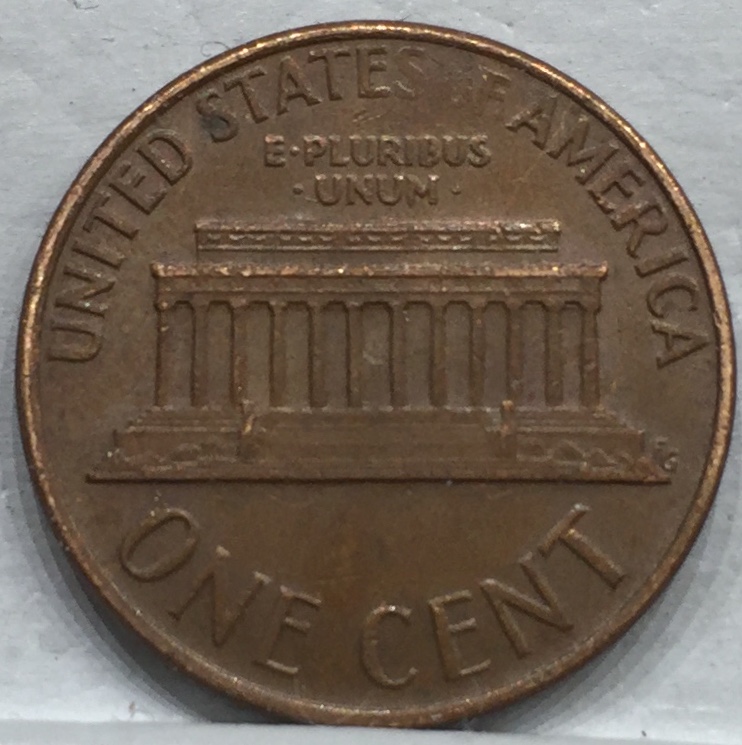 UNITED STATES OF AMERICA
E·PLURIBUS
·UNUM·
FG
ONE CENT